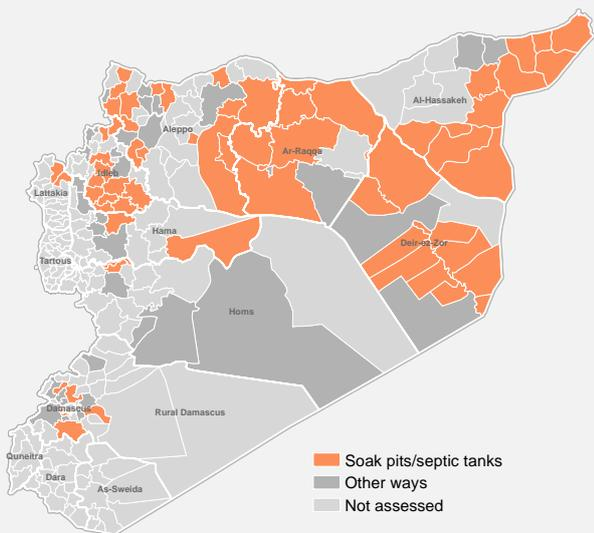 Al-Hassakeh
Aleppo
Ar-Raqqa
Idleb
Lattakia
Hama
Deir-ez-Zor
Tartous
Homs
Damascus
Rural Damascus
Quneitra
Dara
As-Sweida
Soak pits/septic tanks
Other ways
Not assessed